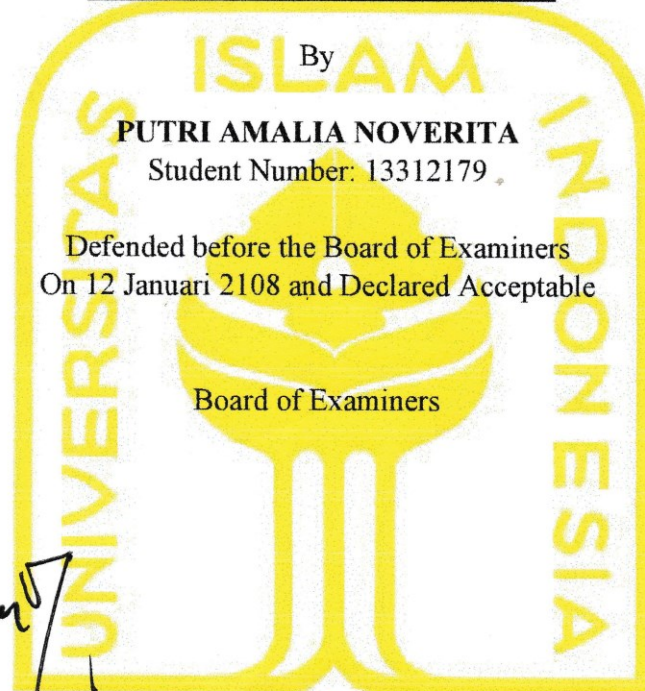 ISLAM
UNIVERSITAS
INDONESIA
By
PUTRI AMALIA NOVERITA
Student Number: 13312179
Defended before the Board of Examiners
On 12 Januari 2108 and Declared Acceptable
Board of Examiners